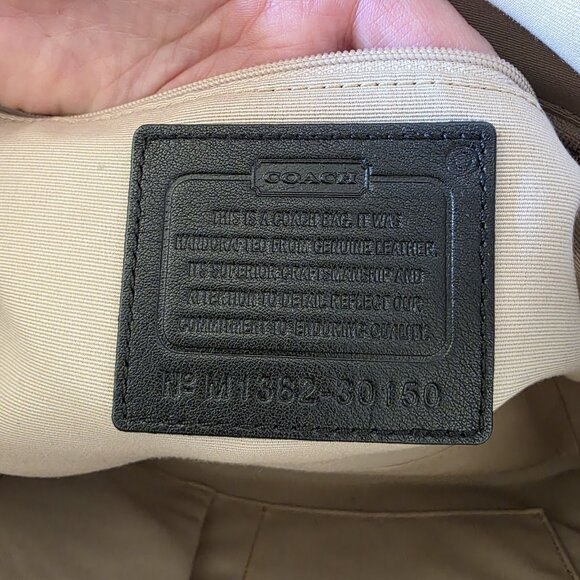 COACH
THIS IS A COACH BAG. IT WAS
HANDCRAFTED FROM GENUINE LEATHER.
ITS SUPERIOR CRAFTSMANSHIP AND
ATTENTION TO DETAIL REFLECT OUR
COMMITMENT TO ENDURING QUALITY.
Nº M1382-30150